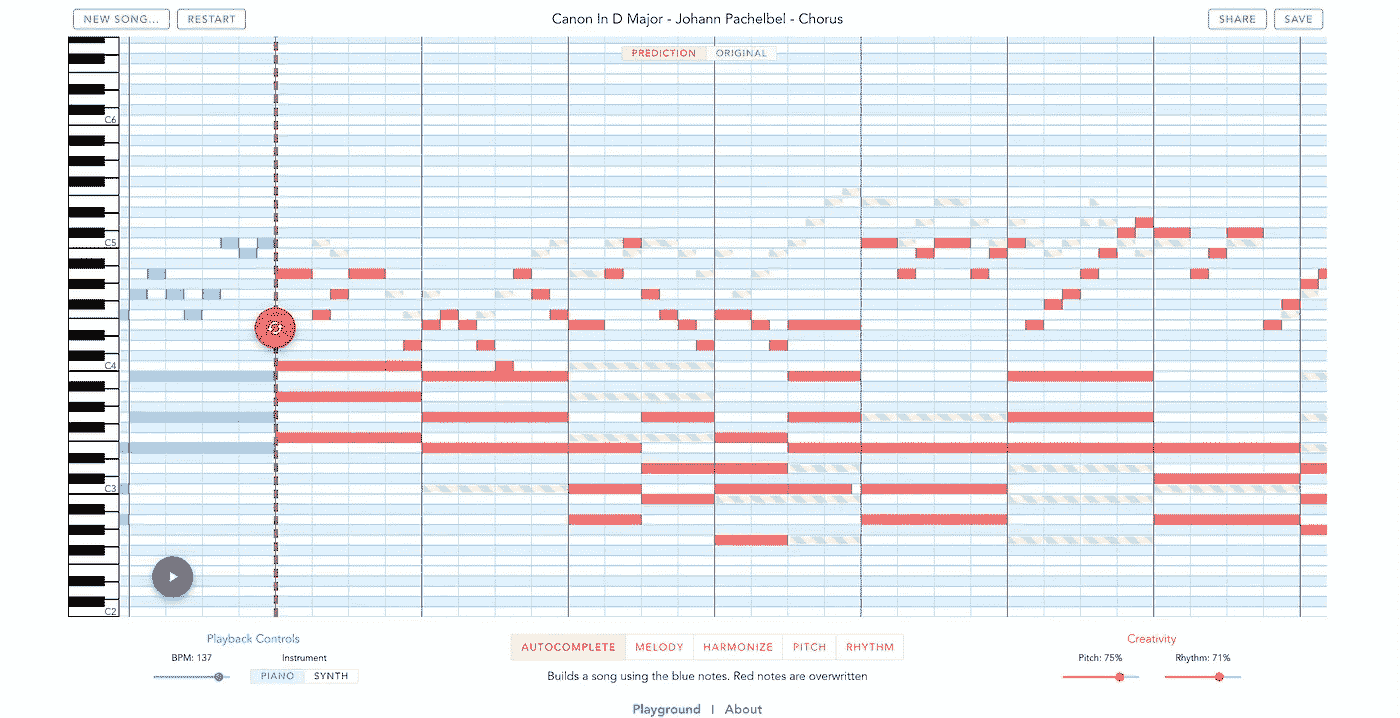 NEW SONG... RESTART Canon In D Major - Johann Pachelbel - Chorus SHARE SAVE
PREDICTION ORIGINAL
C6
C5
C4
C3
C2
Playback Controls
BPM: 137 Instrument
PIANO SYNTH
AUTOCOMPLETE MELODY HARMONIZE PITCH RHYTHM
Builds a song using the blue notes. Red notes are overwritten
Creativity
Pitch: 75% Rhythm: 71%
Playground | About